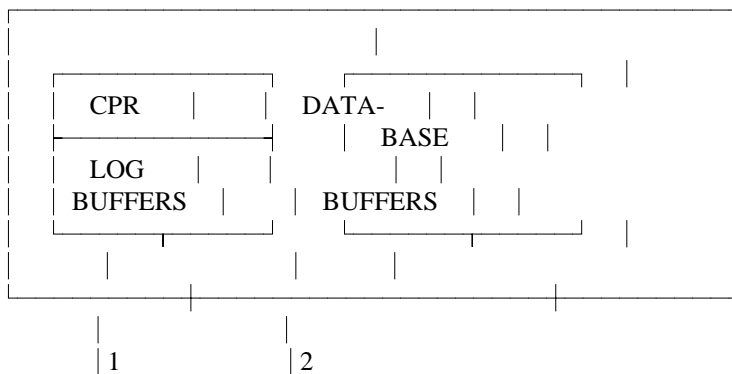 CPR DATA-
BASE
LOG
BUFFERS BUFFERS
1 2